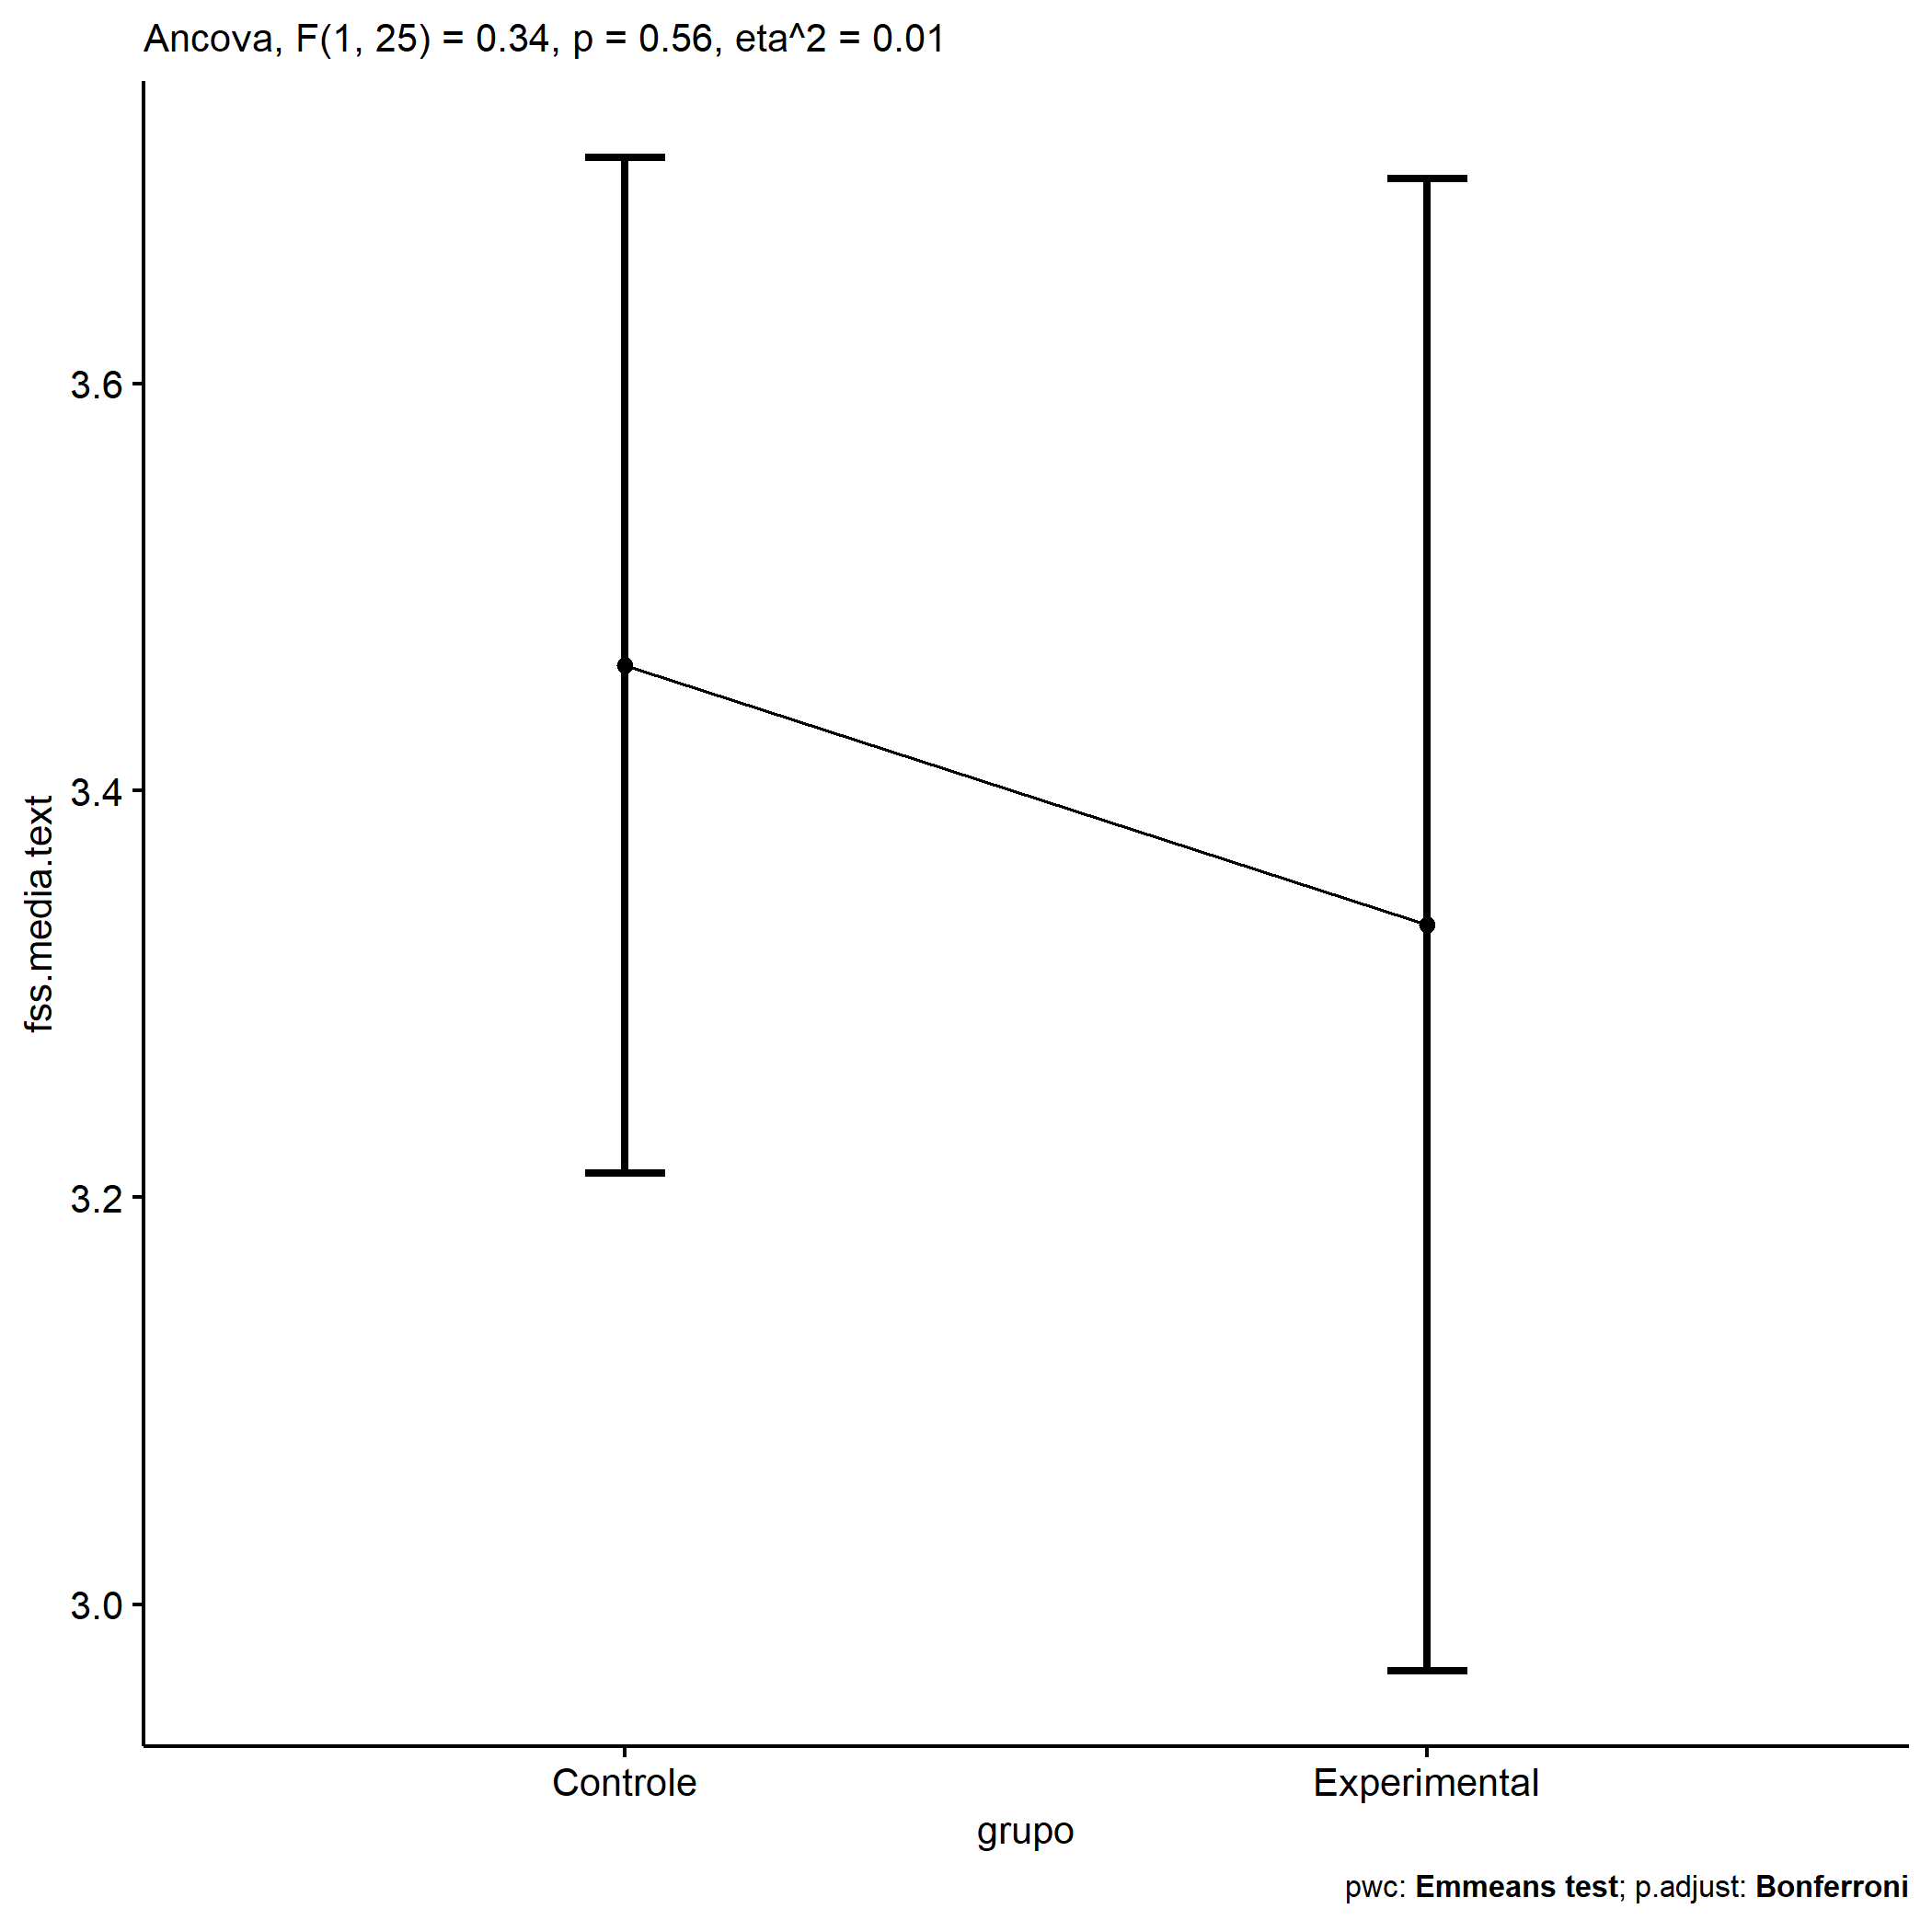 Ancova, F(1, 25) = 0.34, p = 0.56, eta^2 = 0.01
fss.media.text
3.6
3.4
3.2
3.0
Controle
Experimental
grupo
pwc: Emmeans test; p.adjust: Bonferroni